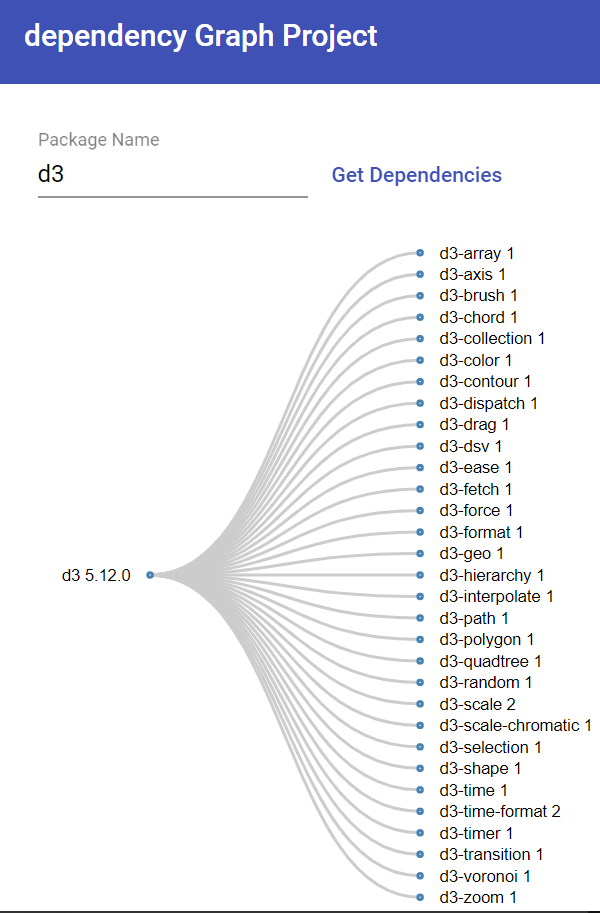 dependency Graph Project
Package Name
d3
Get Dependencies
d3-array 1
d3-axis 1
d3-brush 1
d3-chord 1
d3-collection 1
d3-color 1
d3-contour 1
d3-dispatch 1
d3-drag 1
d3-dsv 1
d3-ease 1
d3-fetch 1
d3-force 1
d3-format 1
d3-geo 1
d3 5.12.0
d3-hierarchy 1
d3-interpolate 1
d3-path 1
d3-polygon 1
d3-quadtree 1
d3-random 1
d3-scale 2
d3-scale-chromatic 1
d3-selection 1
d3-shape 1
d3-time 1
d3-time-format 2
d3-timer 1
d3-transition 1
d3-voronoi 1
d3-zoom 1